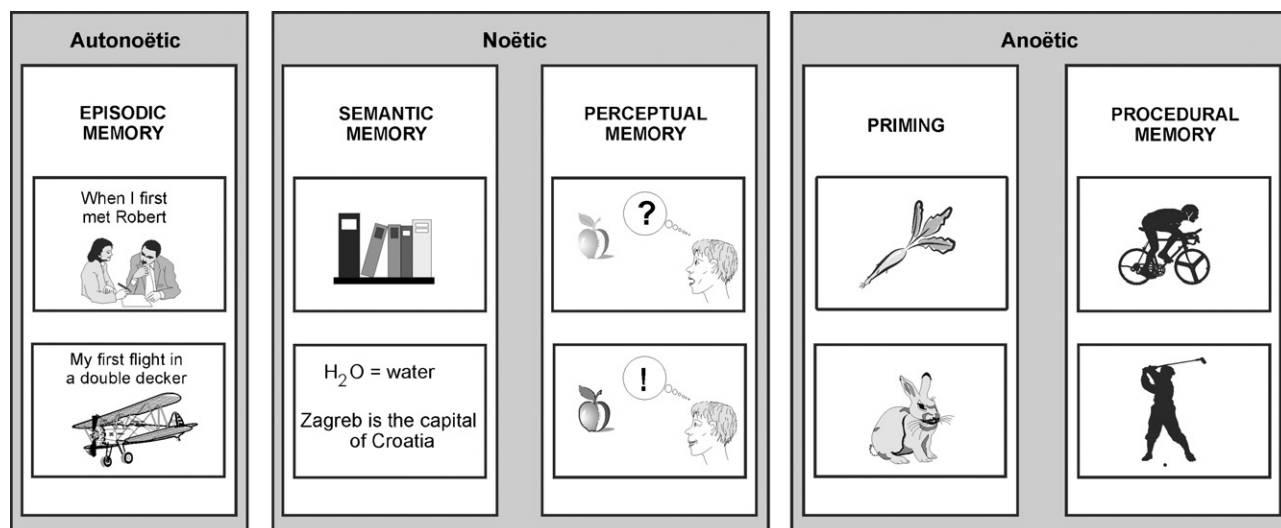 Autonoëtic
Noëtic
Anoëtic
EPISODIC
MEMORY
SEMANTIC
MEMORY
PERCEPTUAL
MEMORY
PRIMING
PROCEDURAL
MEMORY
When I first
met Robert
?
My first flight in
a double decker
H₂O = water
Zagreb is the capital
of Croatia
!